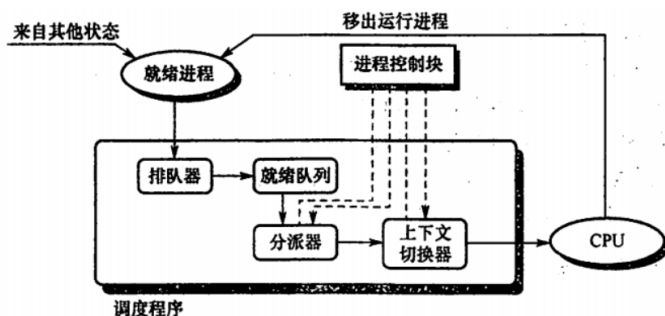 移出运行进程
来自其他状态
就绪进程
进程控制块
排队器
就绪队列
分派器
上下文
切换器
CPU
调度程序